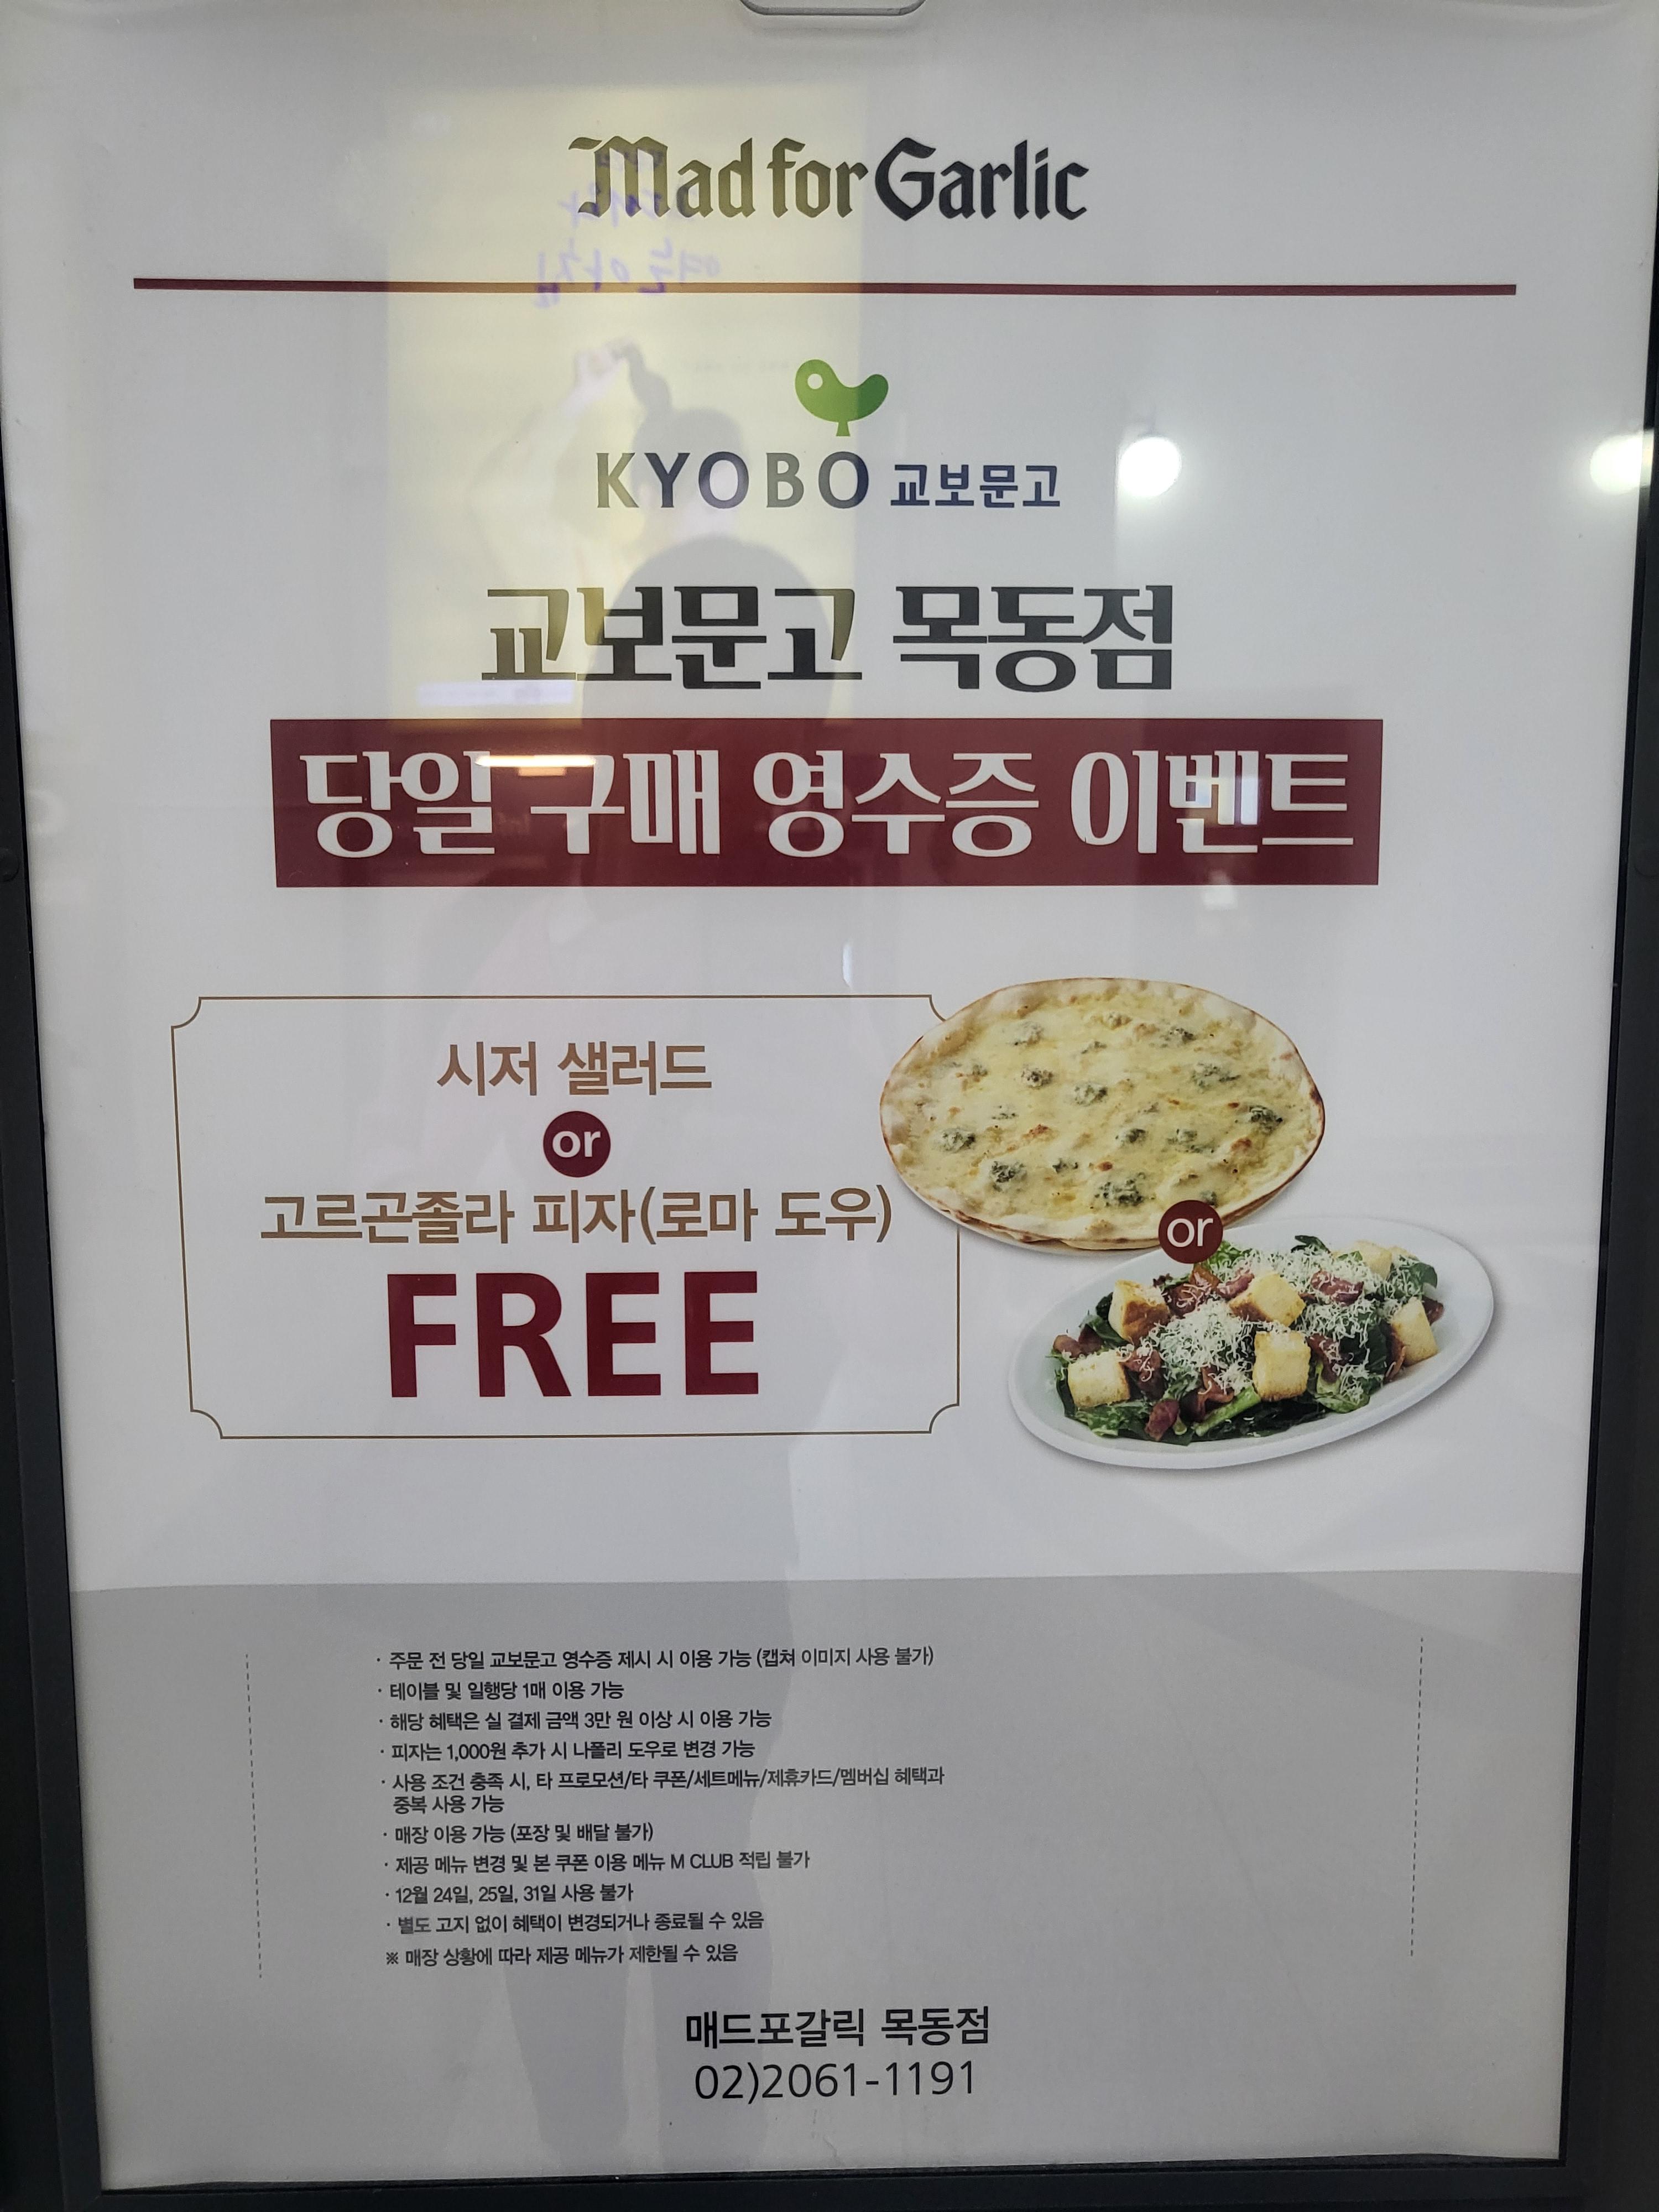 Mad for Garlic
KYOBO 교보문고
교보문고 목동점
당일 구매 영수증 이벤트
시저 샐러드
or
고르곤졸라 피자(로마 도우)
FREE
or
· 주문 전 당일 교보문고 영수증 제시 시 이용 가능 (캡쳐 이미지 사용 불가)
· 테이블 및 일행당 1매 이용 가능
· 해당 혜택은 실 결제 금액 3만 원 이상 시 이용 가능
· 피자는 1,000원 추가 시 나폴리 도우로 변경 가능
· 사용 조건 충족 시, 타 프로모션/타 쿠폰/세트메뉴/제휴카드/멤버십 혜택과
중복 사용 가능
· 매장 이용 가능 (포장 및 배달 불가)
· 제공 메뉴 변경 및 본 쿠폰 이용 메뉴 M CLUB 적립 불가
· 12월 24일, 25일, 31일 사용 불가
· 별도 고지 없이 혜택이 변경되거나 종료될 수 있음
※ 매장 상황에 따라 제공 메뉴가 제한될 수 있음
매드포갈릭 목동점
02)2061-1191